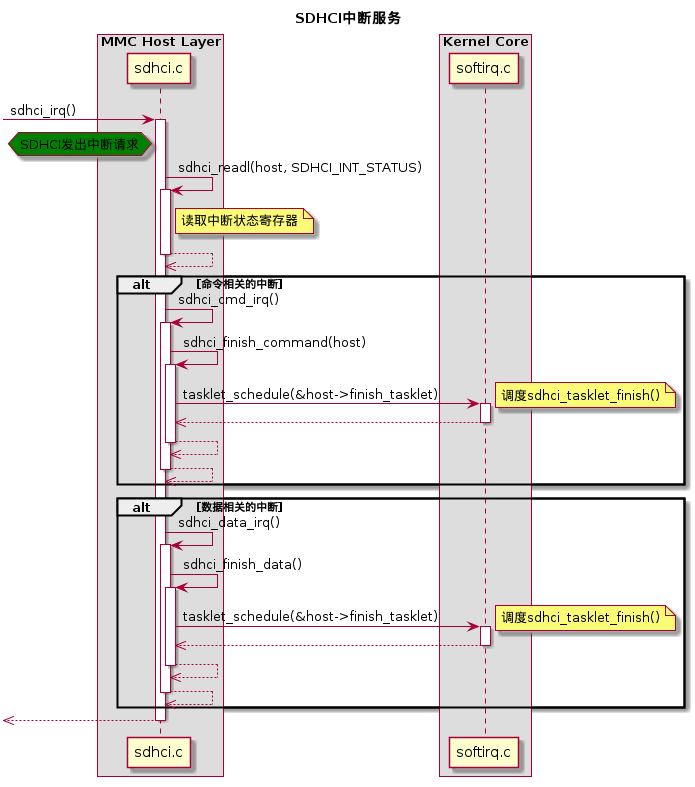 SDHCI中断服务
MMC Host Layer
Kernel Core
sdhci.c
softirq.c
sdhci_irq()
SDHCI发出中断请求
sdhci_readl(host, SDHCI_INT_STATUS)
读取中断状态寄存器
alt
[命令相关的中断]
sdhci_cmd_irq()
sdhci_finish_command(host)
tasklet_schedule(&host->finish_tasklet)
调度sdhci_tasklet_finish()
alt
[数据相关的中断]
sdhci_data_irq()
sdhci_finish_data()
tasklet_schedule(&host->finish_tasklet)
调度sdhci_tasklet_finish()
sdhci.c
softirq.c